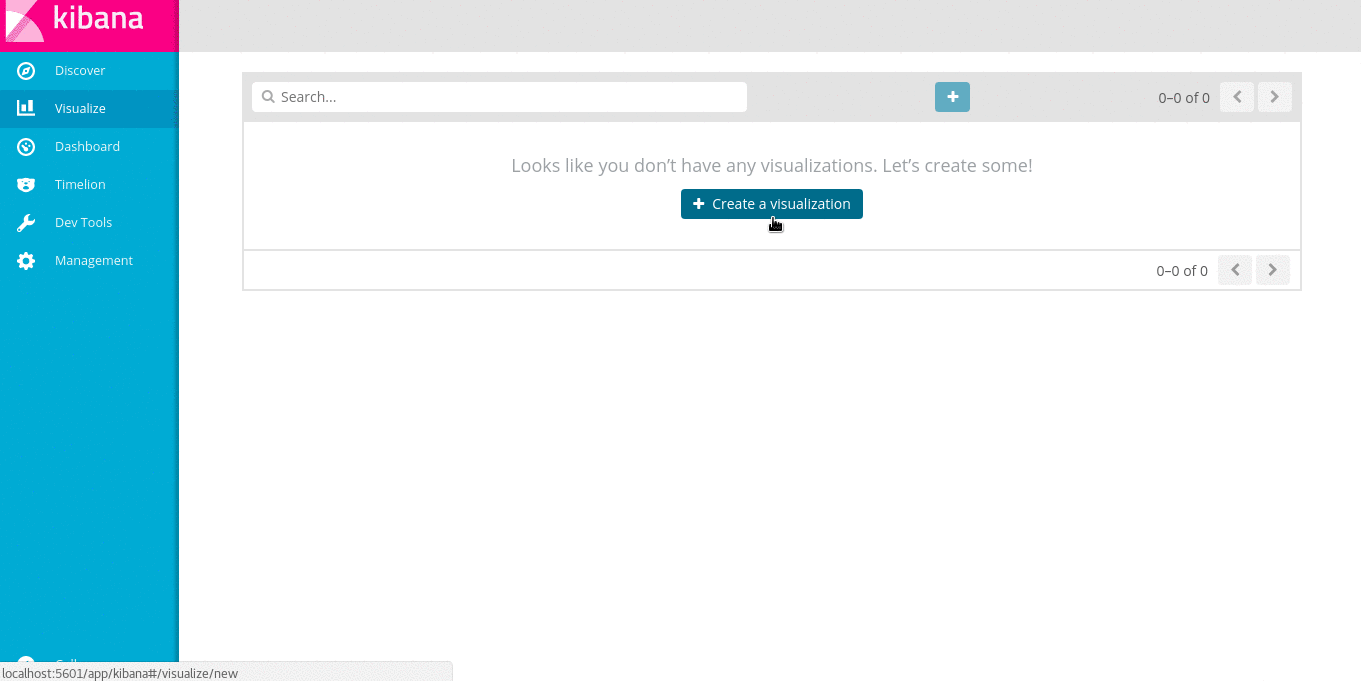 kibana
Discover
Visualize
Dashboard
Timelion
Dev Tools
Management
Search...
0–0 of 0
Looks like you don’t have any visualizations. Let’s create some!
Create a visualization
0–0 of 0
localhost:5601/app/kibana#/visualize/new